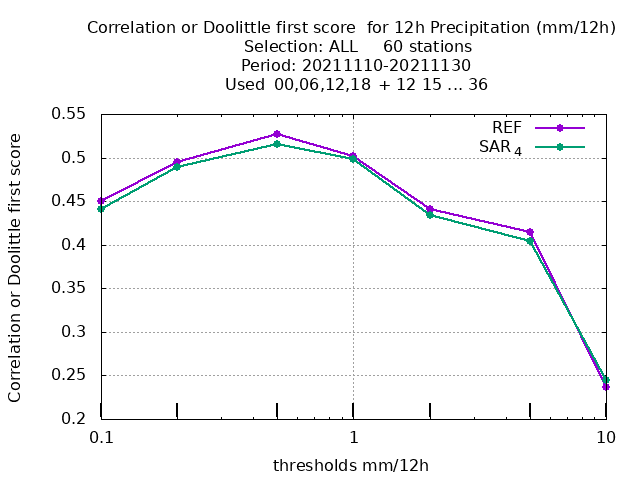 Correlation or Doolittle first score  for 12h Precipitation (mm/12h)
Selection: ALL     60 stations
Period: 20211110-20211130
Used  00,06,12,18  + 12 15 ... 36
REF
SAR4
Correlation or Doolittle first score
0.55
0.5
0.45
0.4
0.35
0.3
0.25
0.2
0.1 1 10
thresholds mm/12h